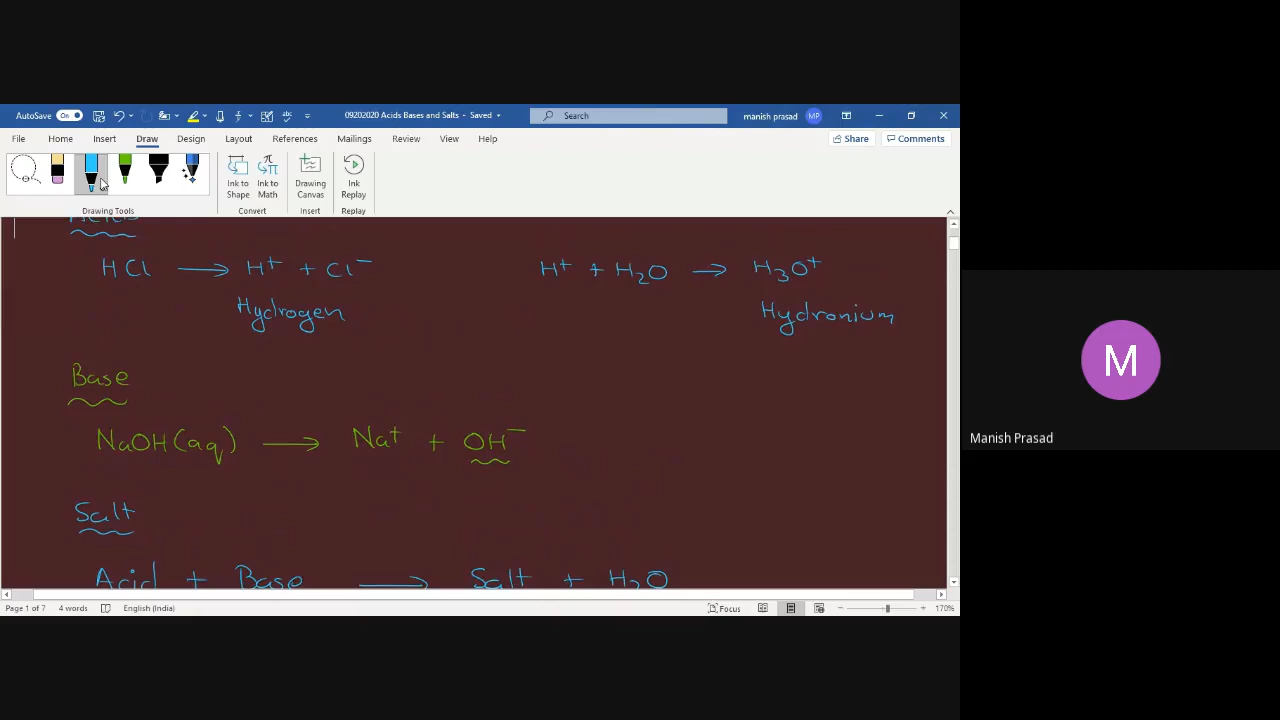 AutoSave On 09202020 Acids Bases and Salts - Saved Search manish prasad MP
File Home Insert Draw Design Layout References Mailings Review View Help Share Comments
Ink to Shape Ink to Math Drawing Canvas Ink Replay
Drawing Tools Convert Insert Replay
HCl → H⁺ + Cl⁻ H⁺ + H₂O → H₃O⁺
Hydrogen Hydronium
Base
NaOH(aq) → Na⁺ + OH⁻
Salt
Acid + Base → Salt + H₂O
Page 1 of 7 4 words English (India) Focus 170%
M
Manish Prasad